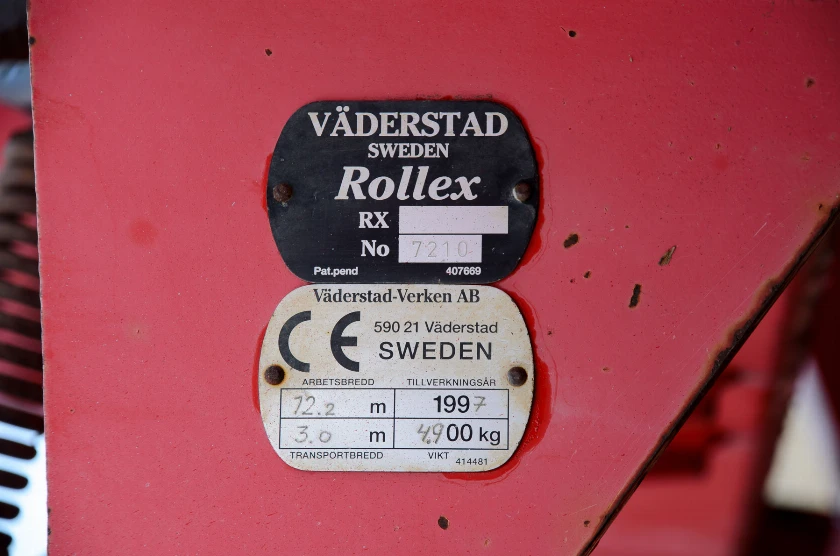 VÄDERSTAD
SWEDEN
Rollex
RX
No 7210
Pat.pend 407669
Väderstad-Verken AB
CE 590 21 Väderstad
SWEDEN
ARBETSBREDD TILLVERKNINGSÅR
12.2 m 1997
3.0 m 4900 kg
TRANSPORTBREDD VIKT 414481